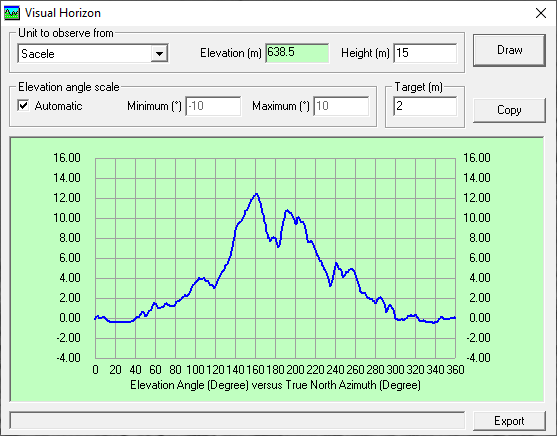 Visual Horizon
Unit to observe from
Sacele
Elevation (m) 638.5
Height (m) 15
Draw
Elevation angle scale
Automatic
Minimum (°) -10
Maximum (°) 10
Target (m)
2
Copy
16.00 16.00
14.00 14.00
12.00 12.00
10.00 10.00
8.00 8.00
6.00 6.00
4.00 4.00
2.00 2.00
0.00 0.00
-2.00 -2.00
-4.00 -4.00
0 20 40 60 80 100 120 140 160 180 200 220 240 260 280 300 320 340 360
Elevation Angle (Degree) versus True North Azimuth (Degree)
Export